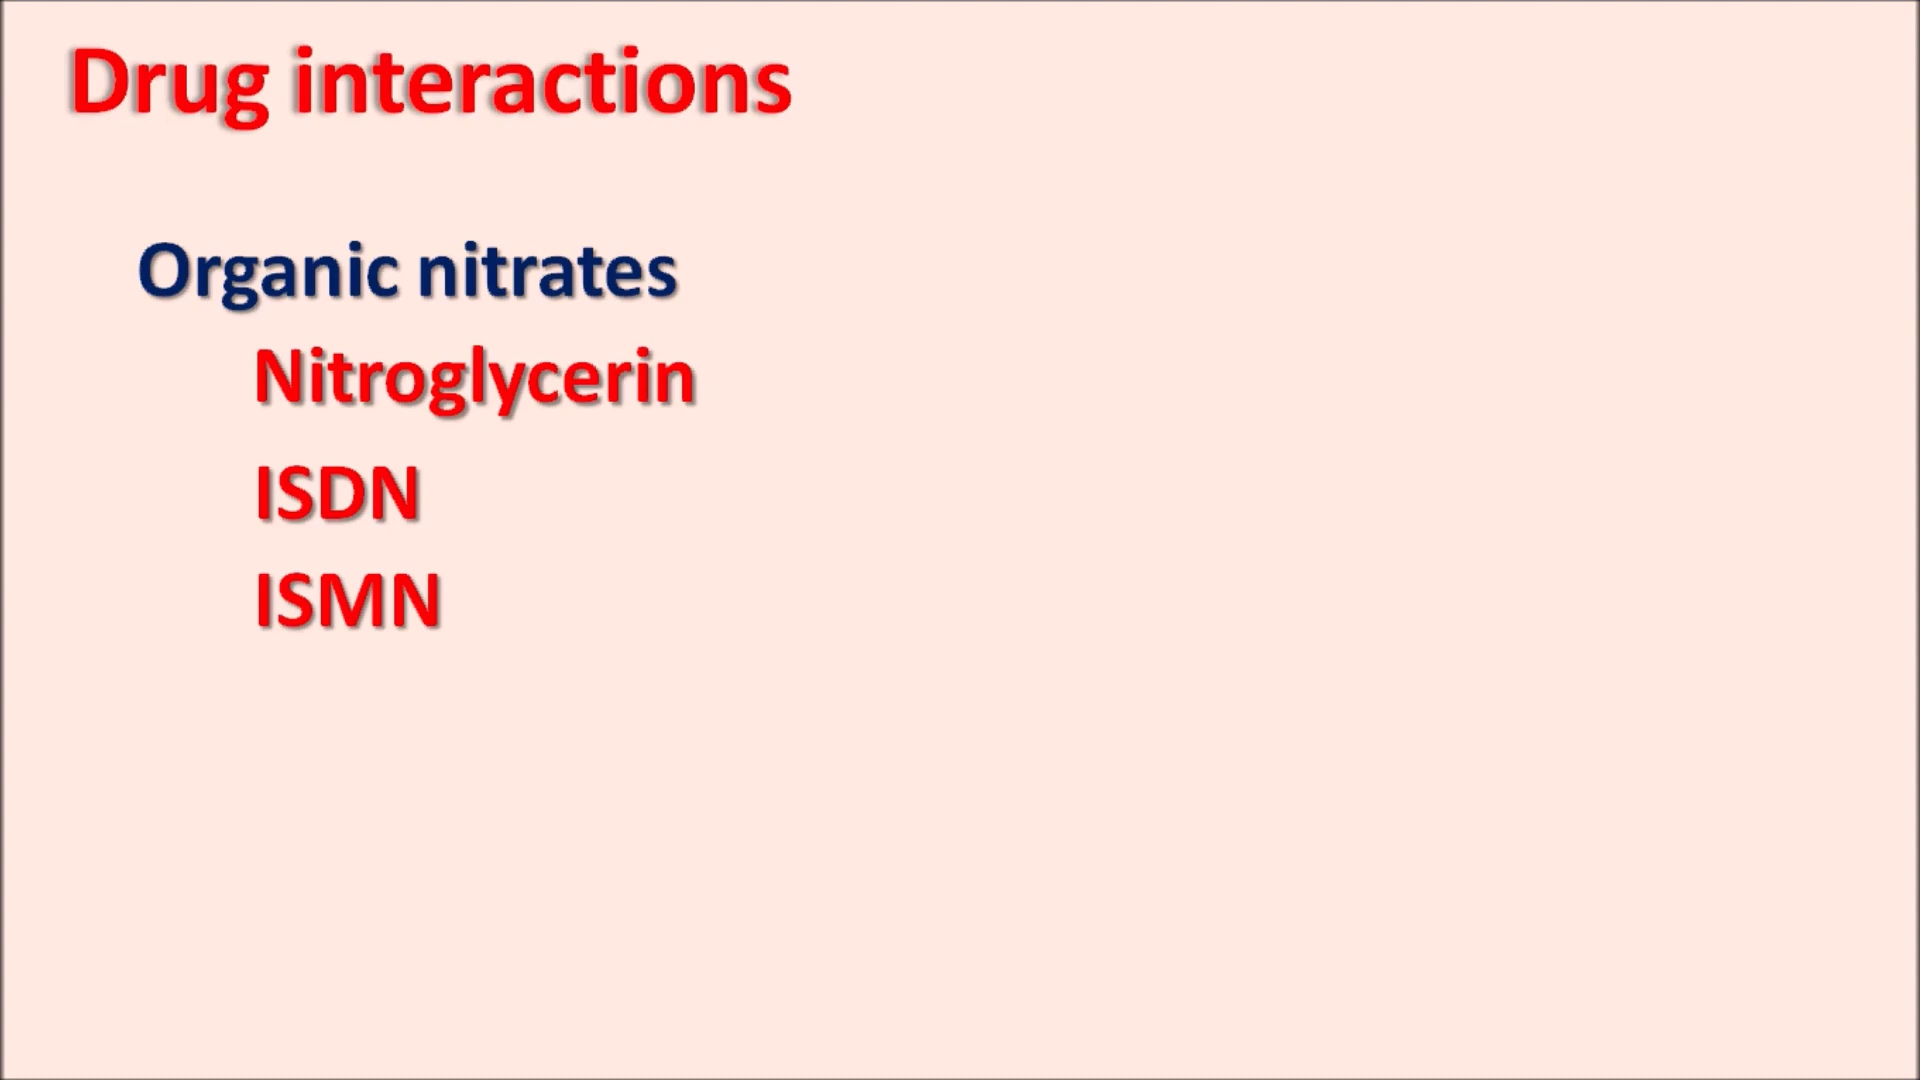 Drug interactions
Organic nitrates
Nitroglycerin
ISDN
ISMN